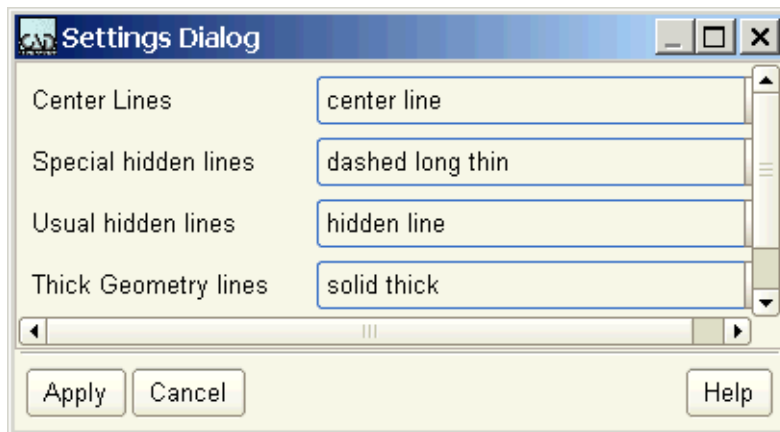 Settings Dialog
Center Lines center line
Special hidden lines dashed long thin
Usual hidden lines hidden line
Thick Geometry lines solid thick
Apply Cancel Help